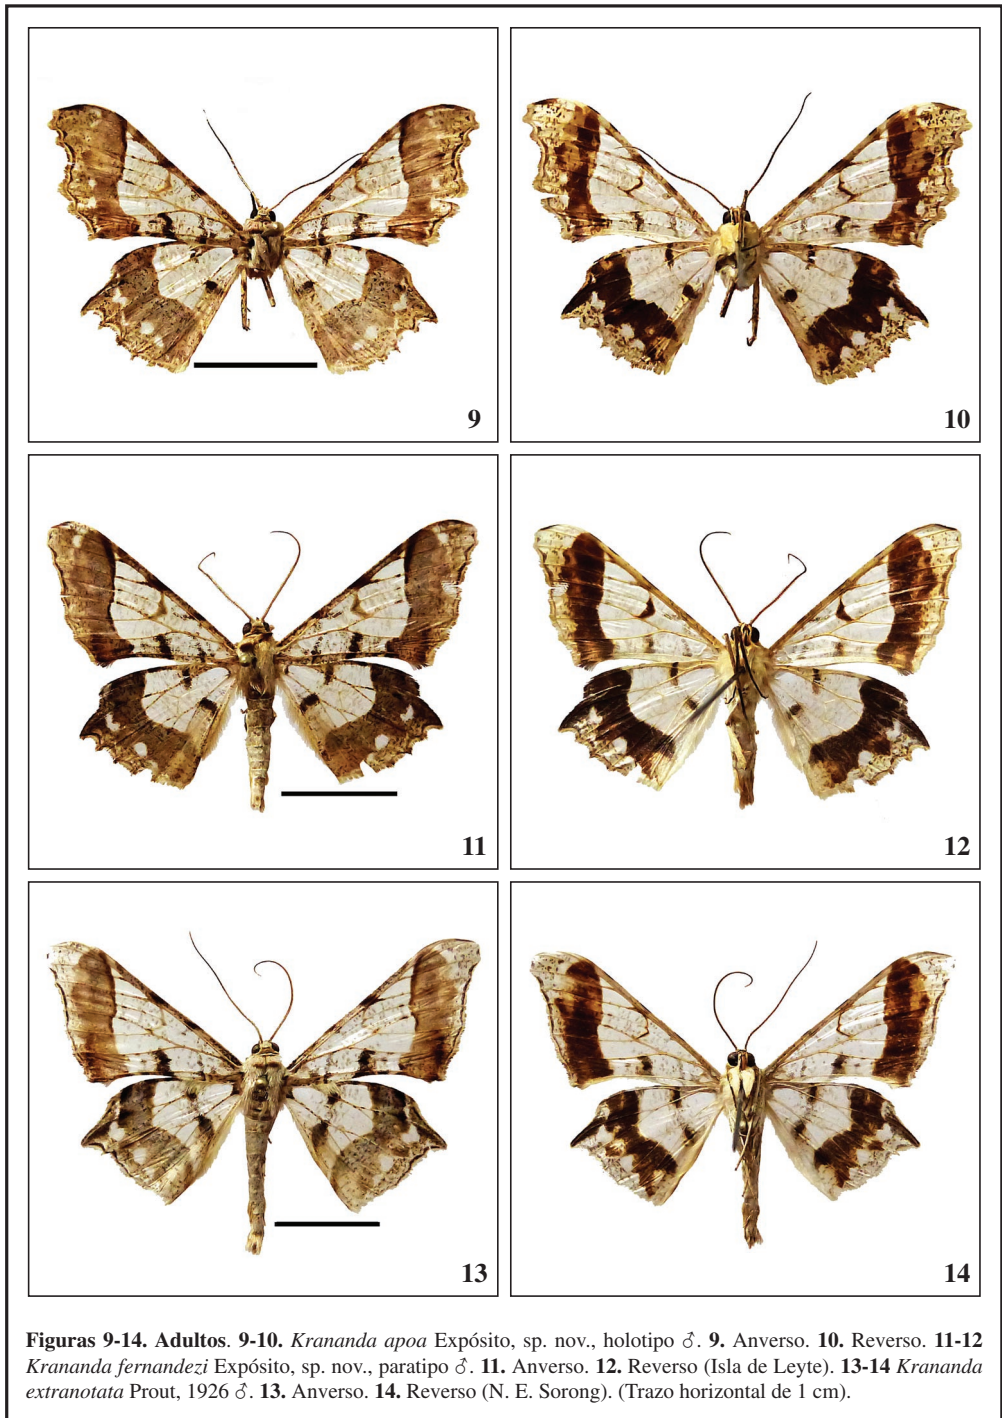 9
10
11
12
13
14
Figuras 9-14. Adultos. 9-10. Krananda apoa Expósito, sp. nov., holotipo ♂. 9. Anverso. 10. Reverso. 11-12
Krananda fernandezi Expósito, sp. nov., paratipo ♂. 11. Anverso. 12. Reverso (Isla de Leyte). 13-14 Krananda
extranotata Prout, 1926 ♂. 13. Anverso. 14. Reverso (N. E. Sorong). (Trazo horizontal de 1 cm).